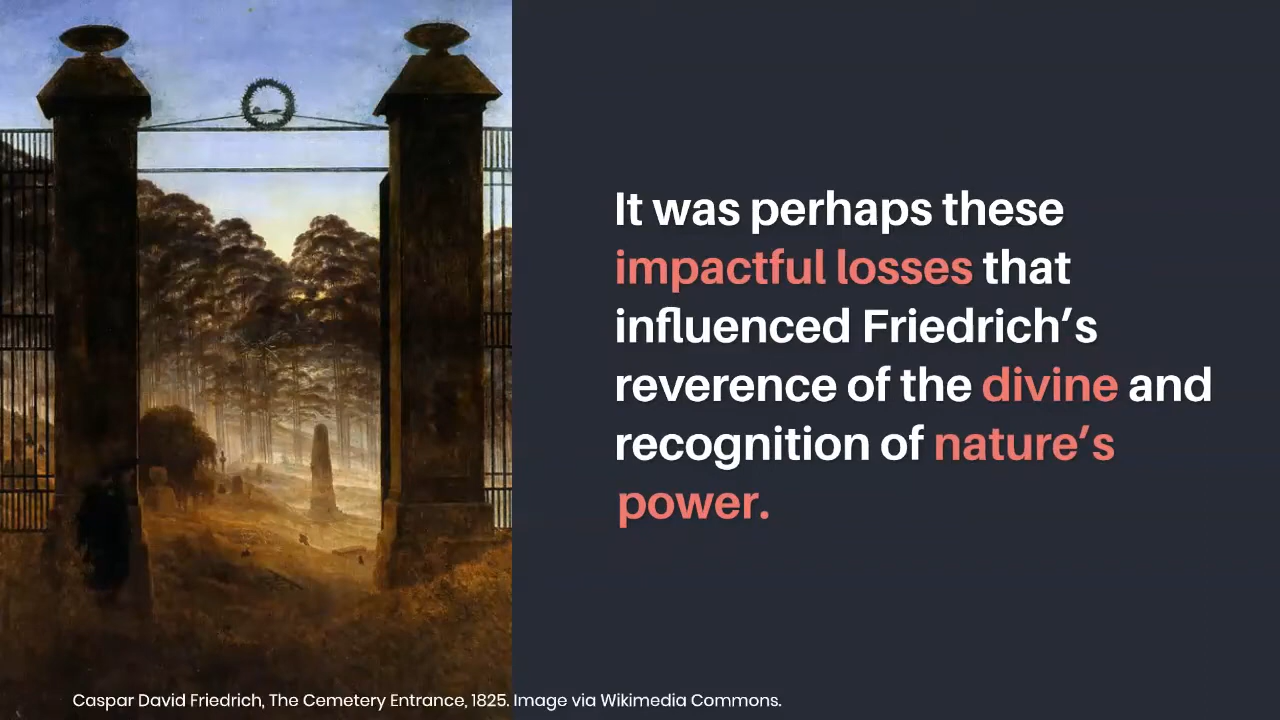 It was perhaps these
impactful losses that
influenced Friedrich’s
reverence of the divine and
recognition of nature’s
power.
Caspar David Friedrich, The Cemetery Entrance, 1825. Image via Wikimedia Commons.